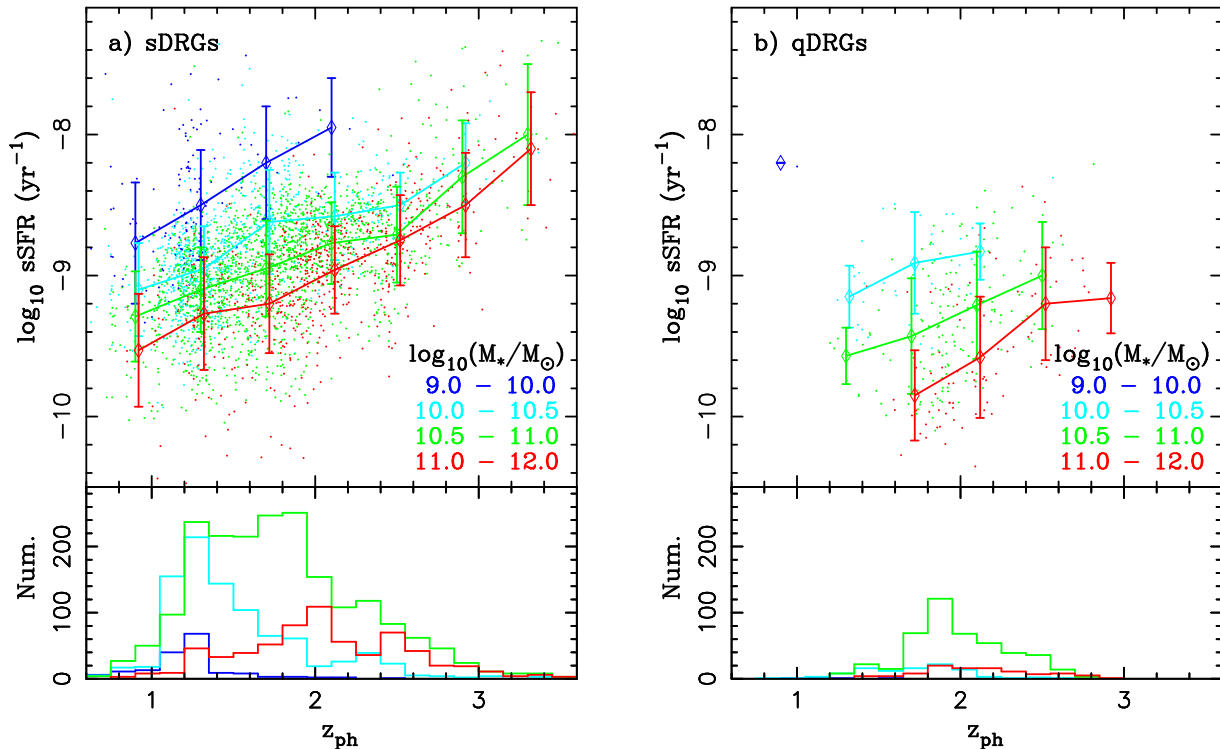 a) sDRGs
log₁₀ sSFR (yr⁻¹)
−8
−9
−10
log₁₀(M*/M☉)
9.0 − 10.0
10.0 − 10.5
10.5 − 11.0
11.0 − 12.0
Num.
200
100
0
1 2 3
z_ph
b) qDRGs
log₁₀ sSFR (yr⁻¹)
−8
−9
−10
log₁₀(M*/M☉)
9.0 − 10.0
10.0 − 10.5
10.5 − 11.0
11.0 − 12.0
Num.
200
100
0
1 2 3
z_ph